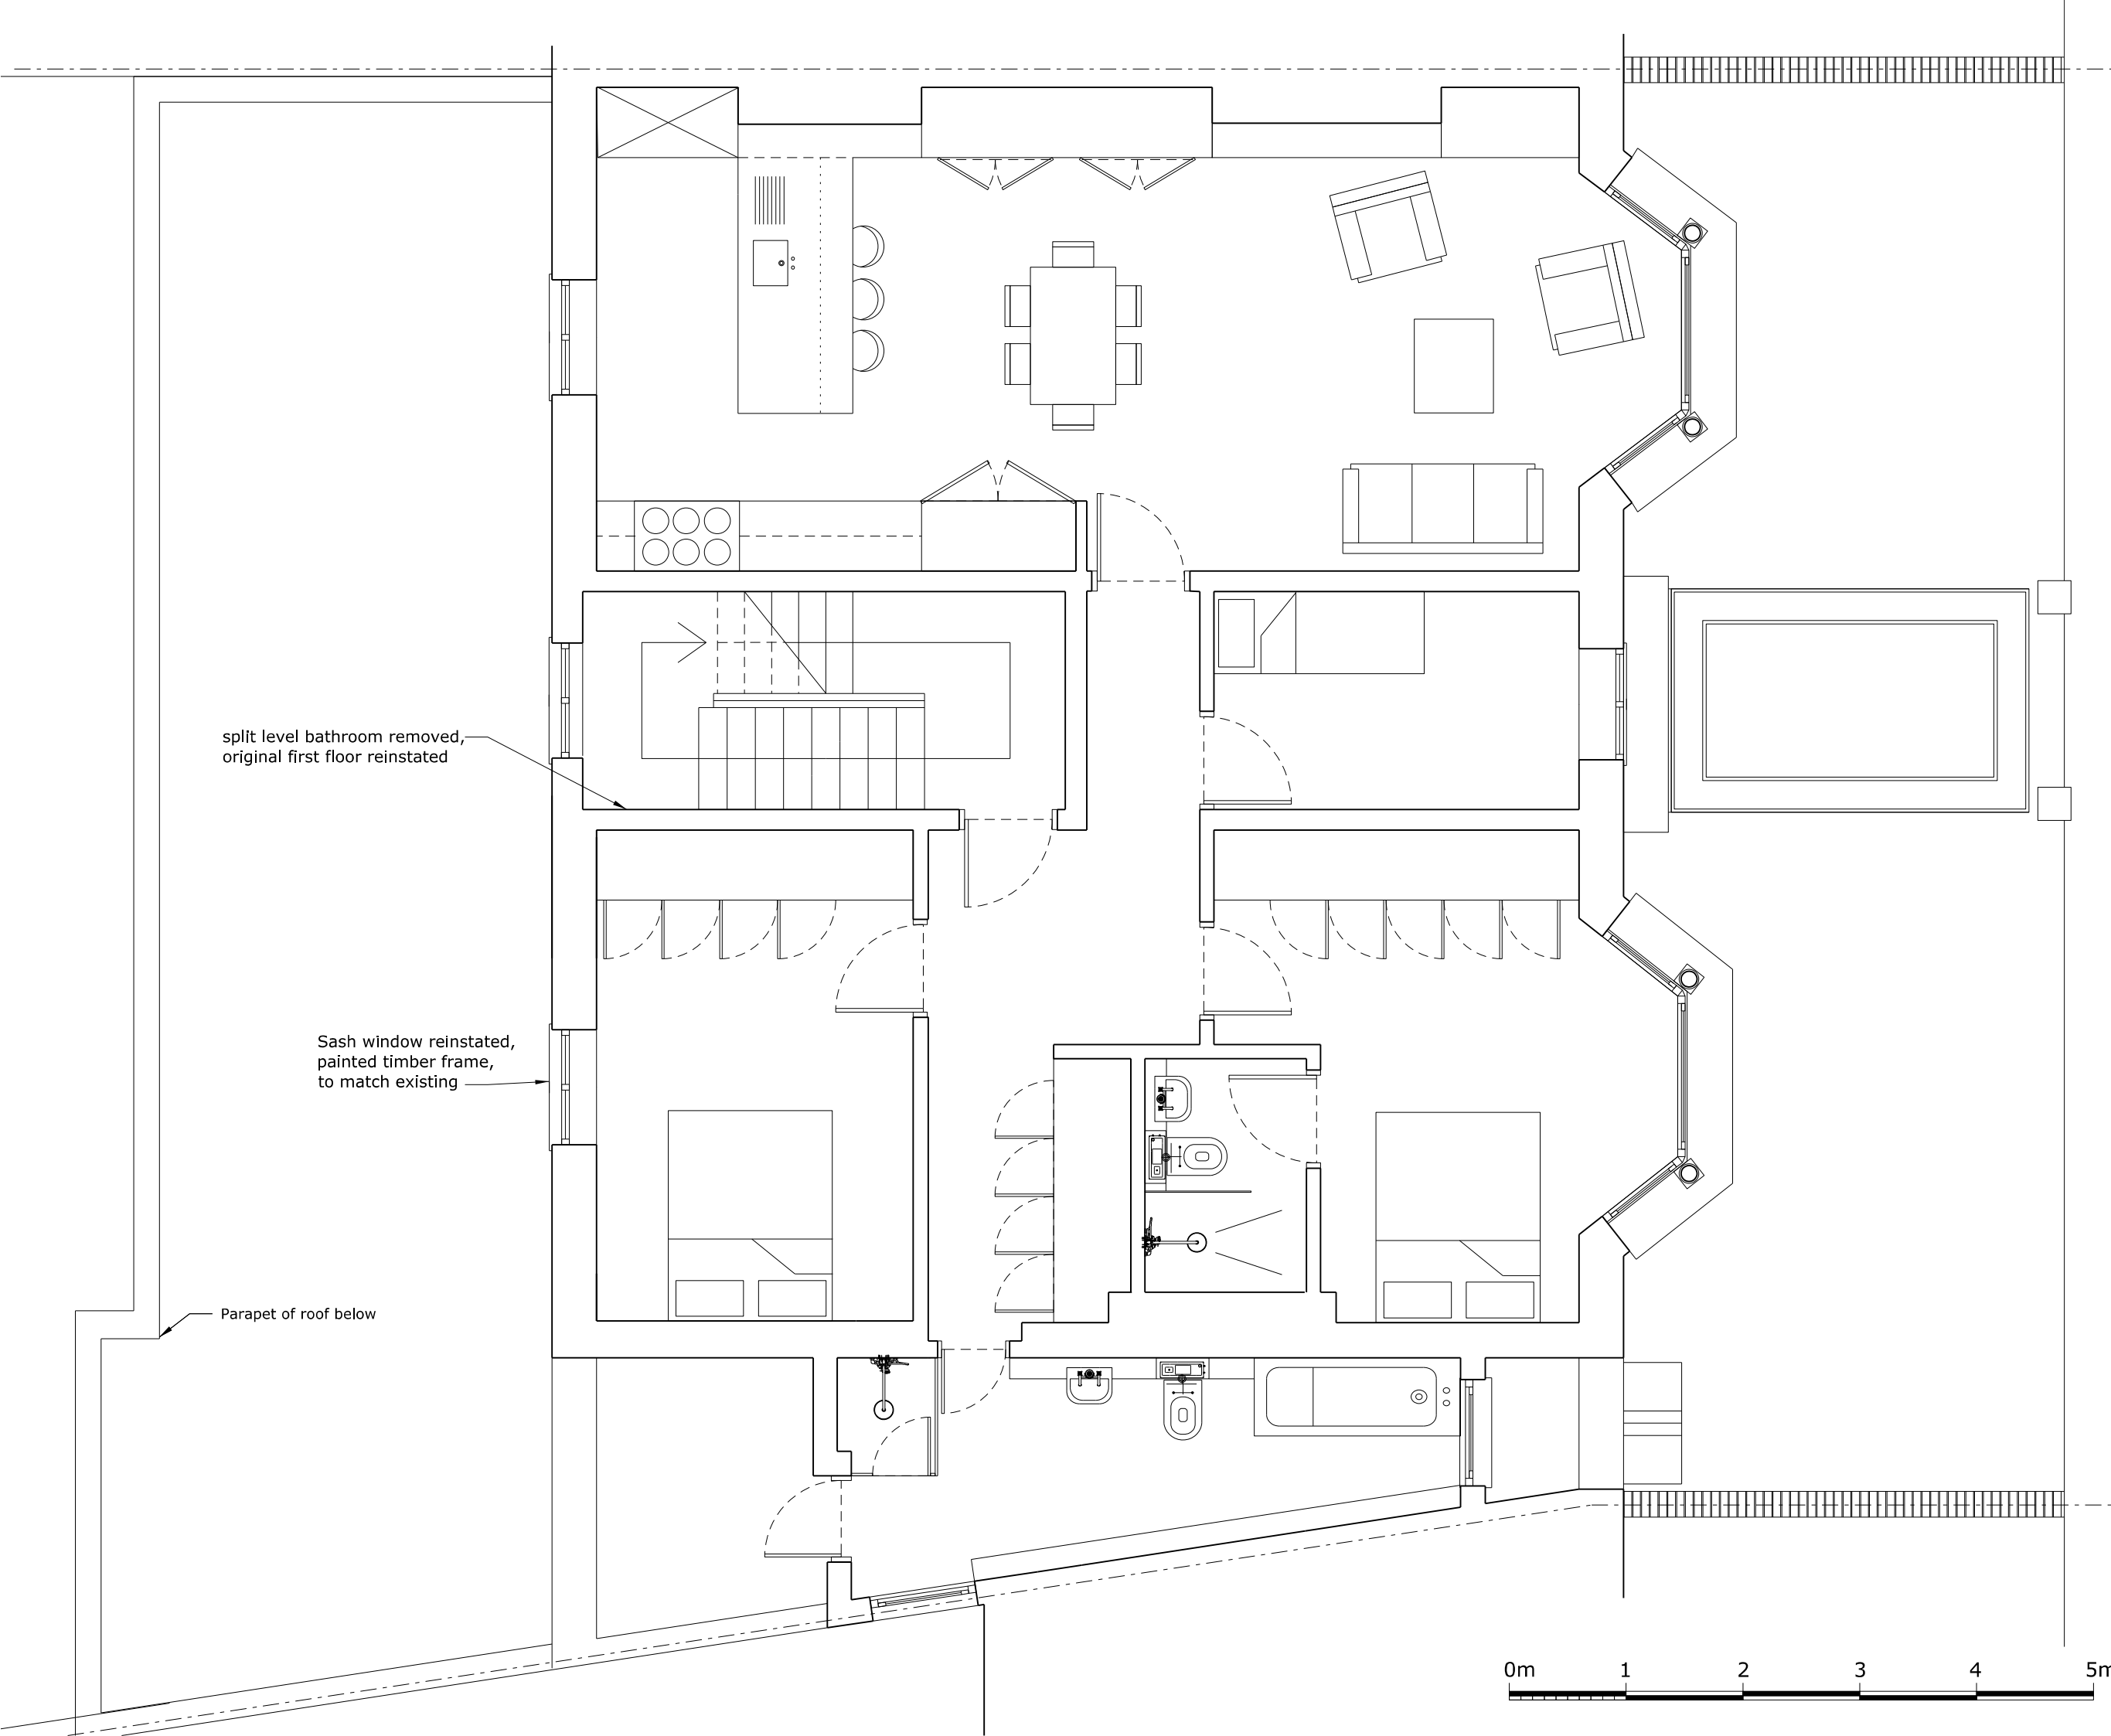 split level bathroom removed,
original first floor reinstated
Sash window reinstated,
painted timber frame,
to match existing
Parapet of roof below
0m 1 2 3 4 5m